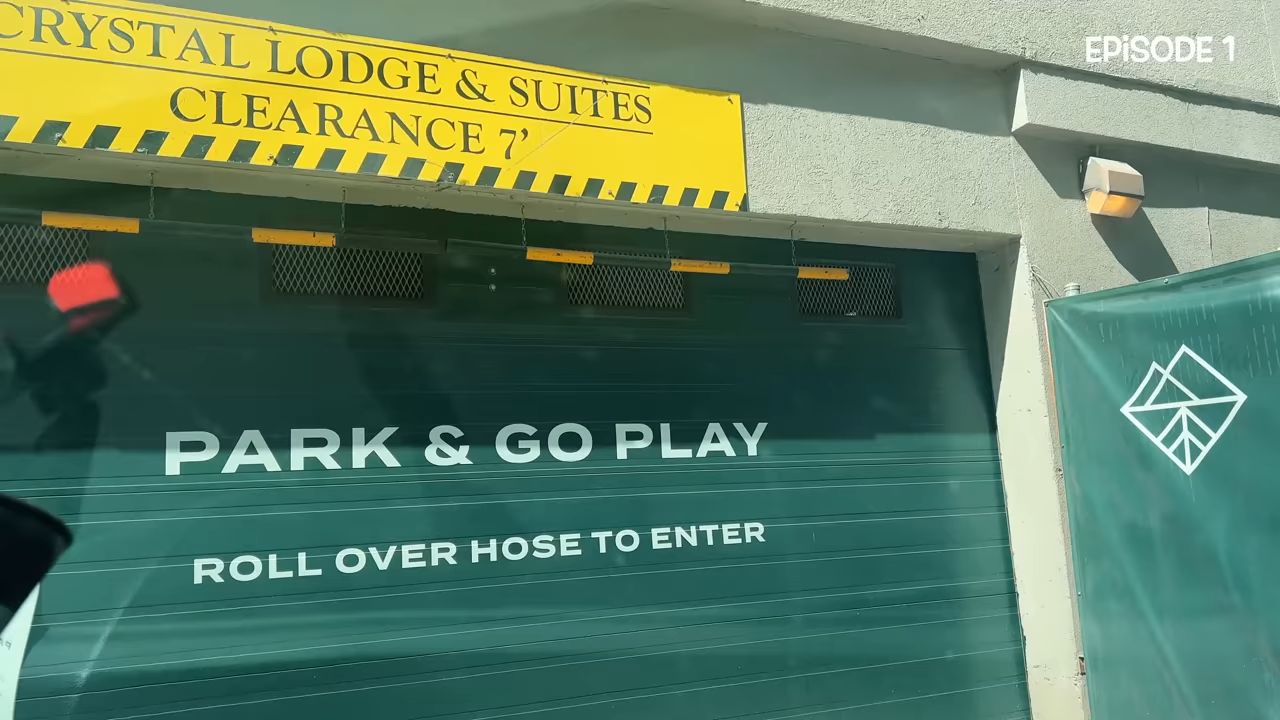 CRYSTAL LODGE & SUITES
CLEARANCE 7'
EPiSODE 1
PARK & GO PLAY
ROLL OVER HOSE TO ENTER